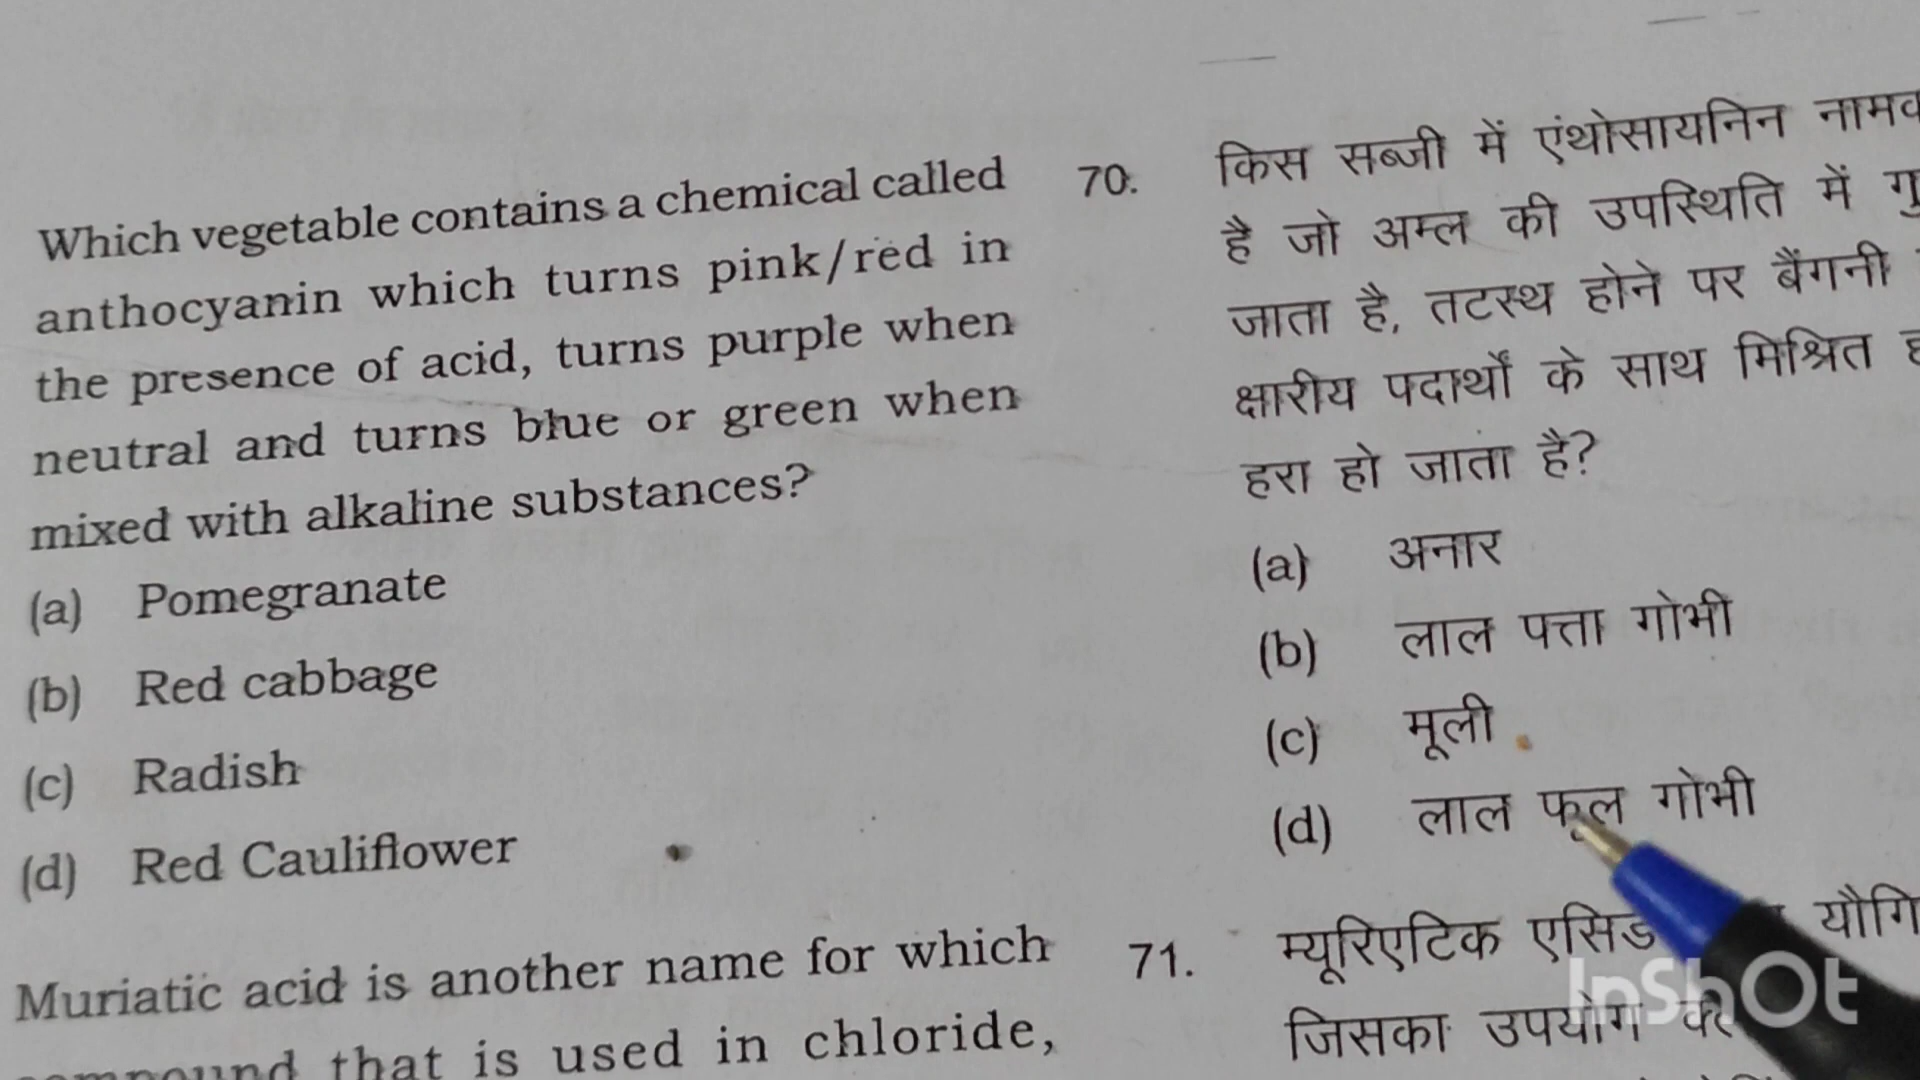 Which vegetable contains a chemical called
anthocyanin which turns pink/red in
the presence of acid, turns purple when
neutral and turns blue or green when
mixed with alkaline substances?
(a) Pomegranate
(b) Red cabbage
(c) Radish
(d) Red Cauliflower
Muriatic acid is another name for which
compound that is used in chloride,
70. किस सब्जी में एंथोसायनिन
है जो अम्ल की उपस्थिति में
जाता है, तटस्थ होने पर बैंगनी
क्षारीय पदार्थों के साथ मिश्रित
हरा हो जाता है?
(a) अनार
(b) लाल पत्ता गोभी
(c) मूली
(d) लाल फूल गोभी
71. म्यूरिएटिक एसिड
जिसका उपयोग
InShOt